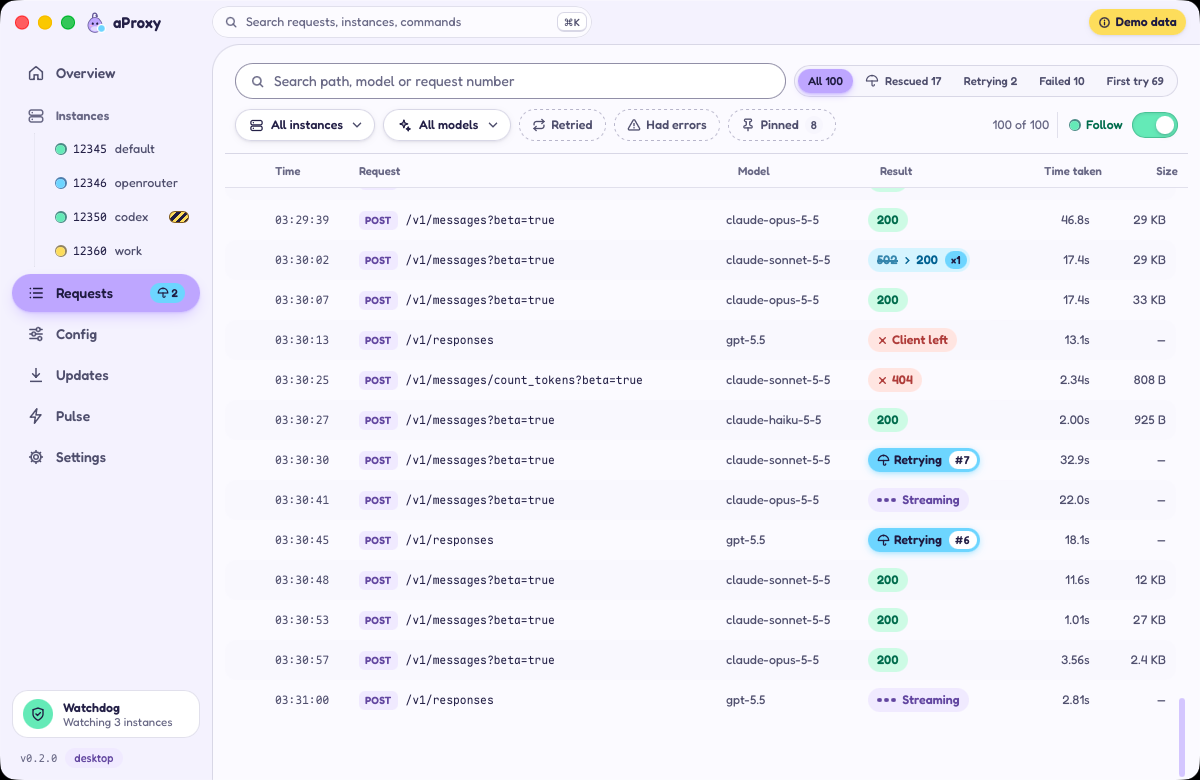 aProxy
Search requests, instances, commands
⌘K
Demo data
Overview
Instances
12345 default
12346 openrouter
12350 codex
12360 work
Requests 2
Config
Updates
Pulse
Settings
Watchdog
Watching 3 instances
v0.2.0 desktop
Search path, model or request number
All 100 Rescued 17 Retrying 2 Failed 10 First try 69
All instances All models Retried Had errors Pinned 8 100 of 100 Follow
Time Request Model Result Time taken Size
03:29:39 POST /v1/messages?beta=true claude-opus-5-5 200 46.8s 29 KB
03:30:02 POST /v1/messages?beta=true claude-sonnet-5-5 502 > 200 x1 17.4s 29 KB
03:30:07 POST /v1/messages?beta=true claude-opus-5-5 200 17.4s 33 KB
03:30:13 POST /v1/responses gpt-5.5 × Client left 13.1s –
03:30:25 POST /v1/messages/count_tokens?beta=true claude-sonnet-5-5 × 404 2.34s 808 B
03:30:27 POST /v1/messages?beta=true claude-haiku-5-5 200 2.00s 925 B
03:30:30 POST /v1/messages?beta=true claude-sonnet-5-5 Retrying #7 32.9s –
03:30:41 POST /v1/messages?beta=true claude-opus-5-5 Streaming 22.0s –
03:30:45 POST /v1/responses gpt-5.5 Retrying #6 18.1s –
03:30:48 POST /v1/messages?beta=true claude-sonnet-5-5 200 11.6s 12 KB
03:30:53 POST /v1/messages?beta=true claude-sonnet-5-5 200 1.01s 27 KB
03:30:57 POST /v1/messages?beta=true claude-opus-5-5 200 3.56s 2.4 KB
03:31:00 POST /v1/responses gpt-5.5 Streaming 2.81s –